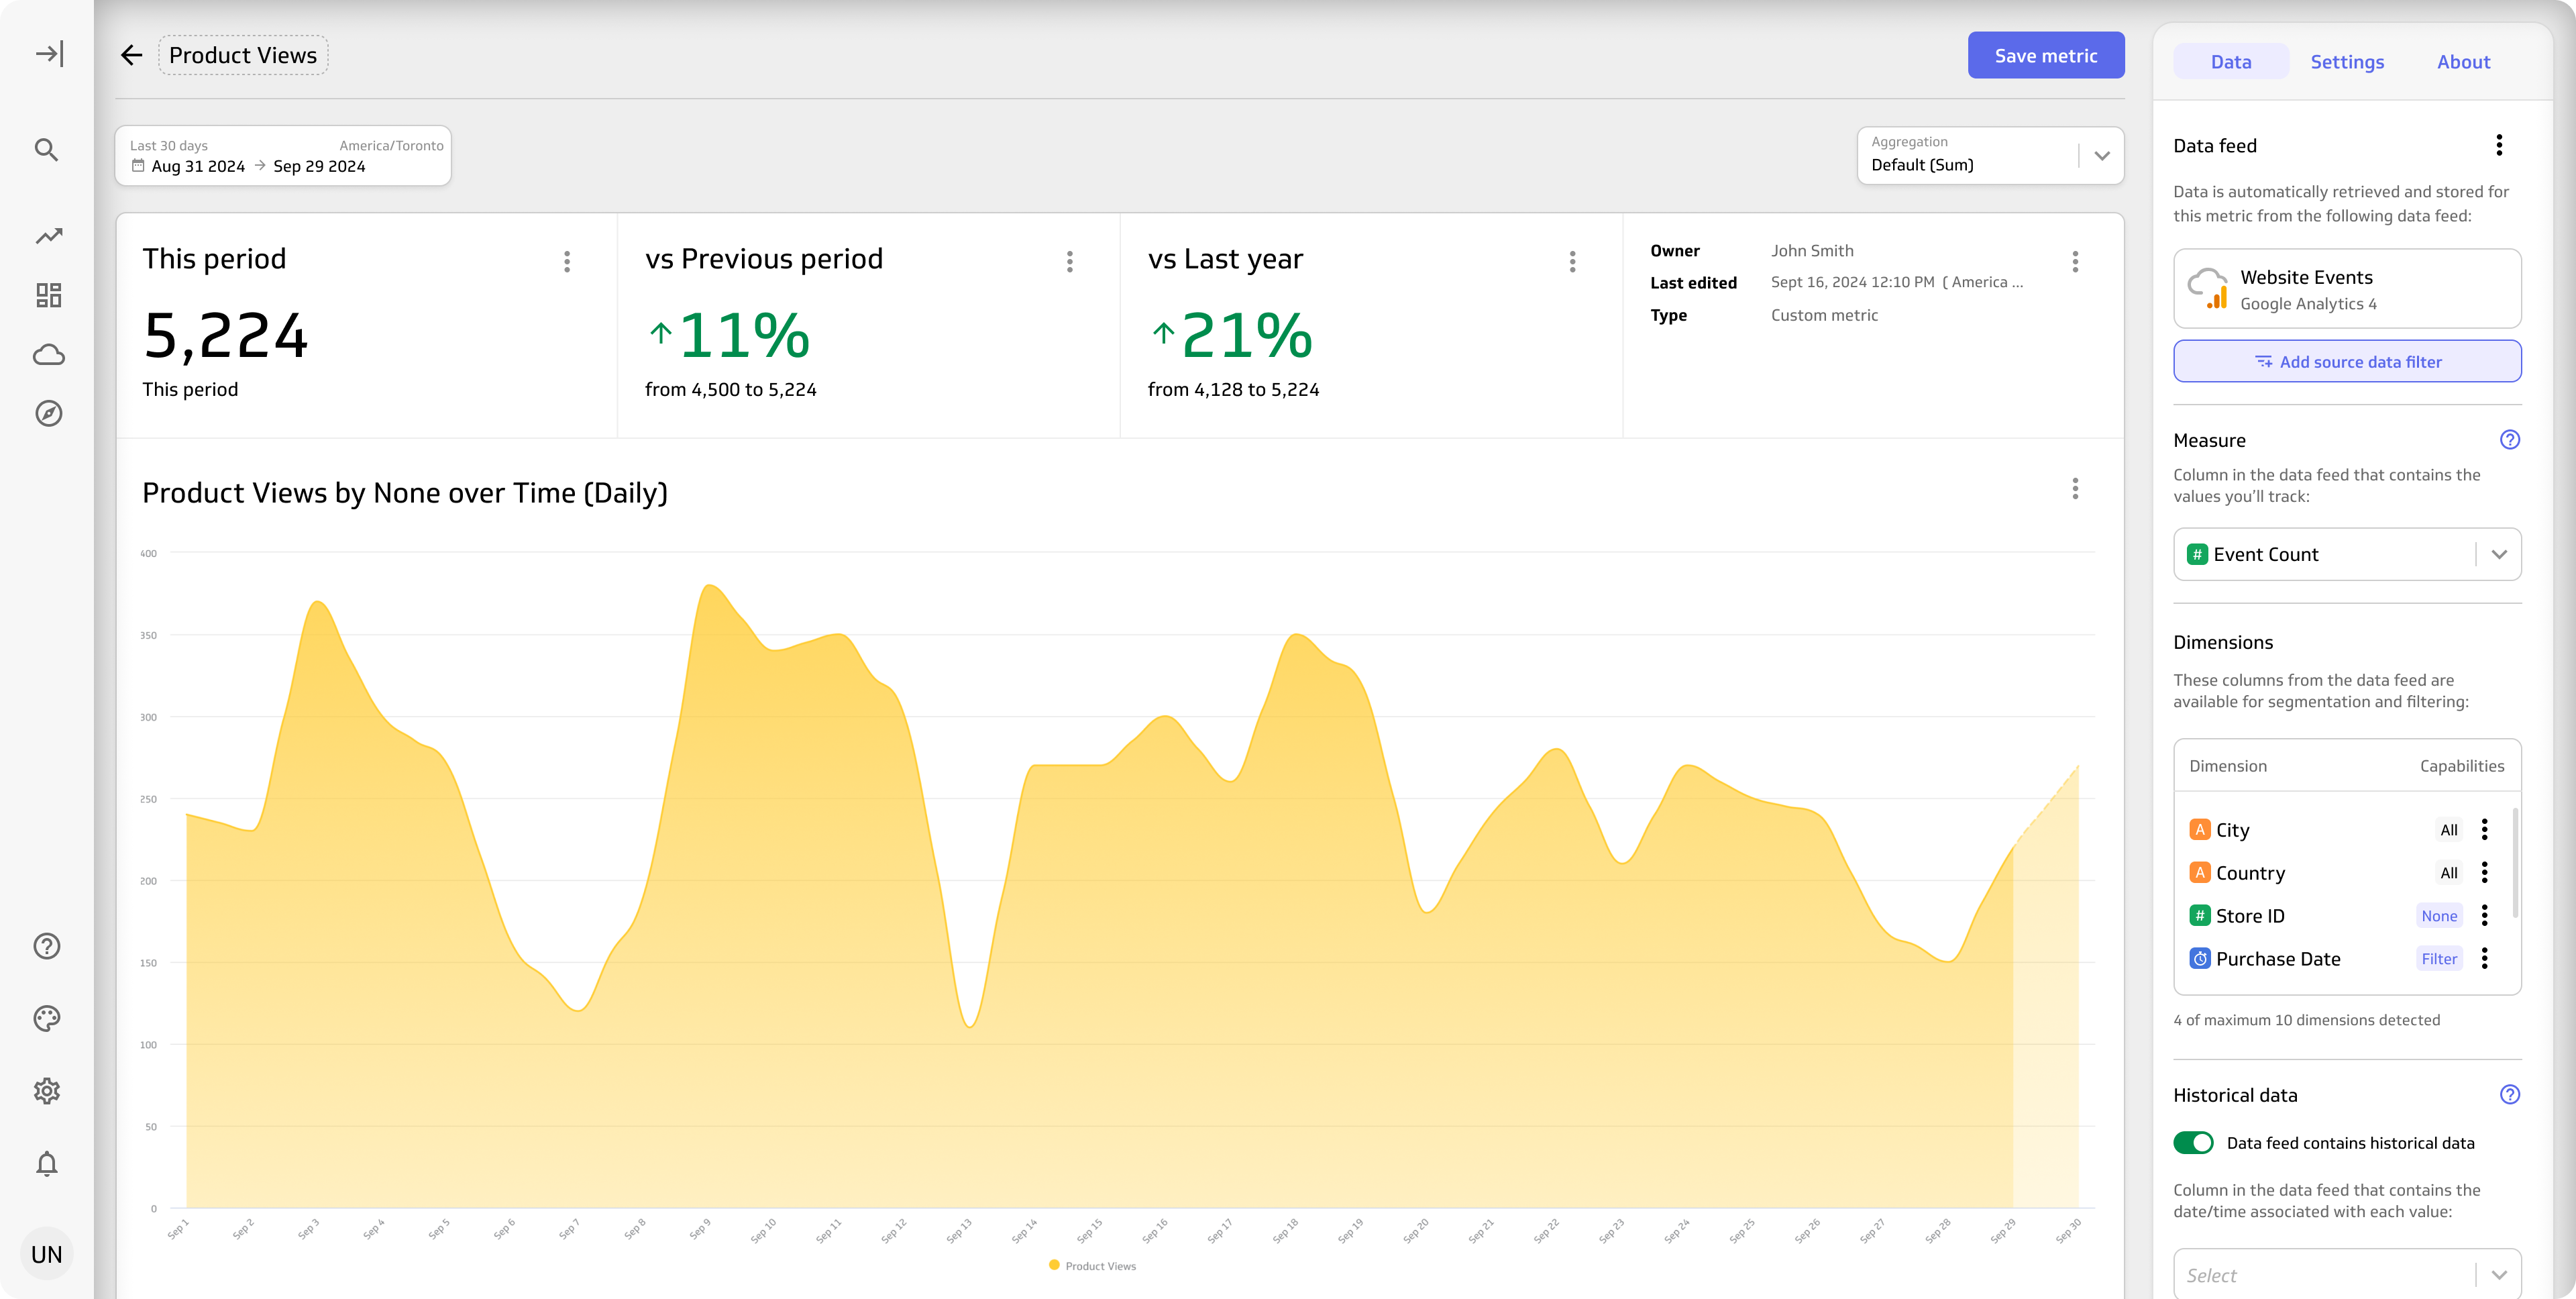 Product Views
Save metric
Last 30 days America/Toronto
Aug 31 2024 → Sep 29 2024
Aggregation
Default (Sum)
This period
5,224
This period
vs Previous period
↑11%
from 4,500 to 5,224
vs Last year
↑21%
from 4,128 to 5,224
Owner John Smith
Last edited Sept 16, 2024 12:10 PM ( America ...
Type Custom metric
Product Views by None over Time (Daily)
400
350
300
250
200
150
100
50
0
Sep 1 Sep 2 Sep 3 Sep 4 Sep 5 Sep 6 Sep 7 Sep 8 Sep 9 Sep 10 Sep 11 Sep 12 Sep 13 Sep 14 Sep 15 Sep 16 Sep 17 Sep 18 Sep 19 Sep 20 Sep 21 Sep 22 Sep 23 Sep 24 Sep 25 Sep 26 Sep 27 Sep 28 Sep 29 Sep 30
Product Views
UN
Data Settings About
Data feed
Data is automatically retrieved and stored for
this metric from the following data feed:
Website Events
Google Analytics 4
Add source data filter
Measure
Column in the data feed that contains the
values you’ll track:
# Event Count
Dimensions
These columns from the data feed are
available for segmentation and filtering:
Dimension Capabilities
A City All
A Country All
# Store ID None
Purchase Date Filter
4 of maximum 10 dimensions detected
Historical data
Data feed contains historical data
Column in the data feed that contains the
date/time associated with each value:
Select